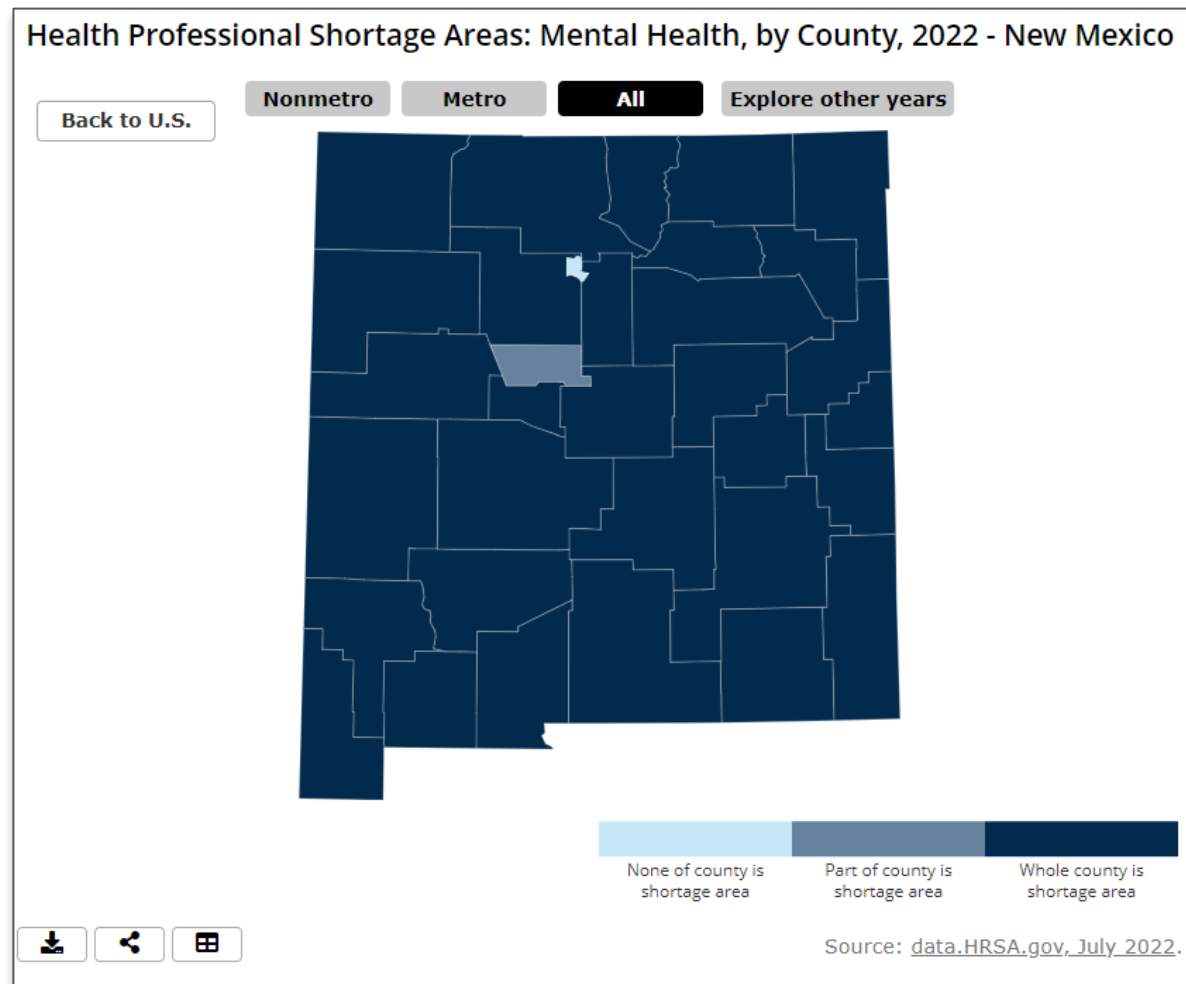 Health Professional Shortage Areas: Mental Health, by County, 2022 - New Mexico
Back to U.S.
Nonmetro
Metro
All
Explore other years
None of county is
shortage area
Part of county is
shortage area
Whole county is
shortage area
Source: data.HRSA.gov, July 2022.